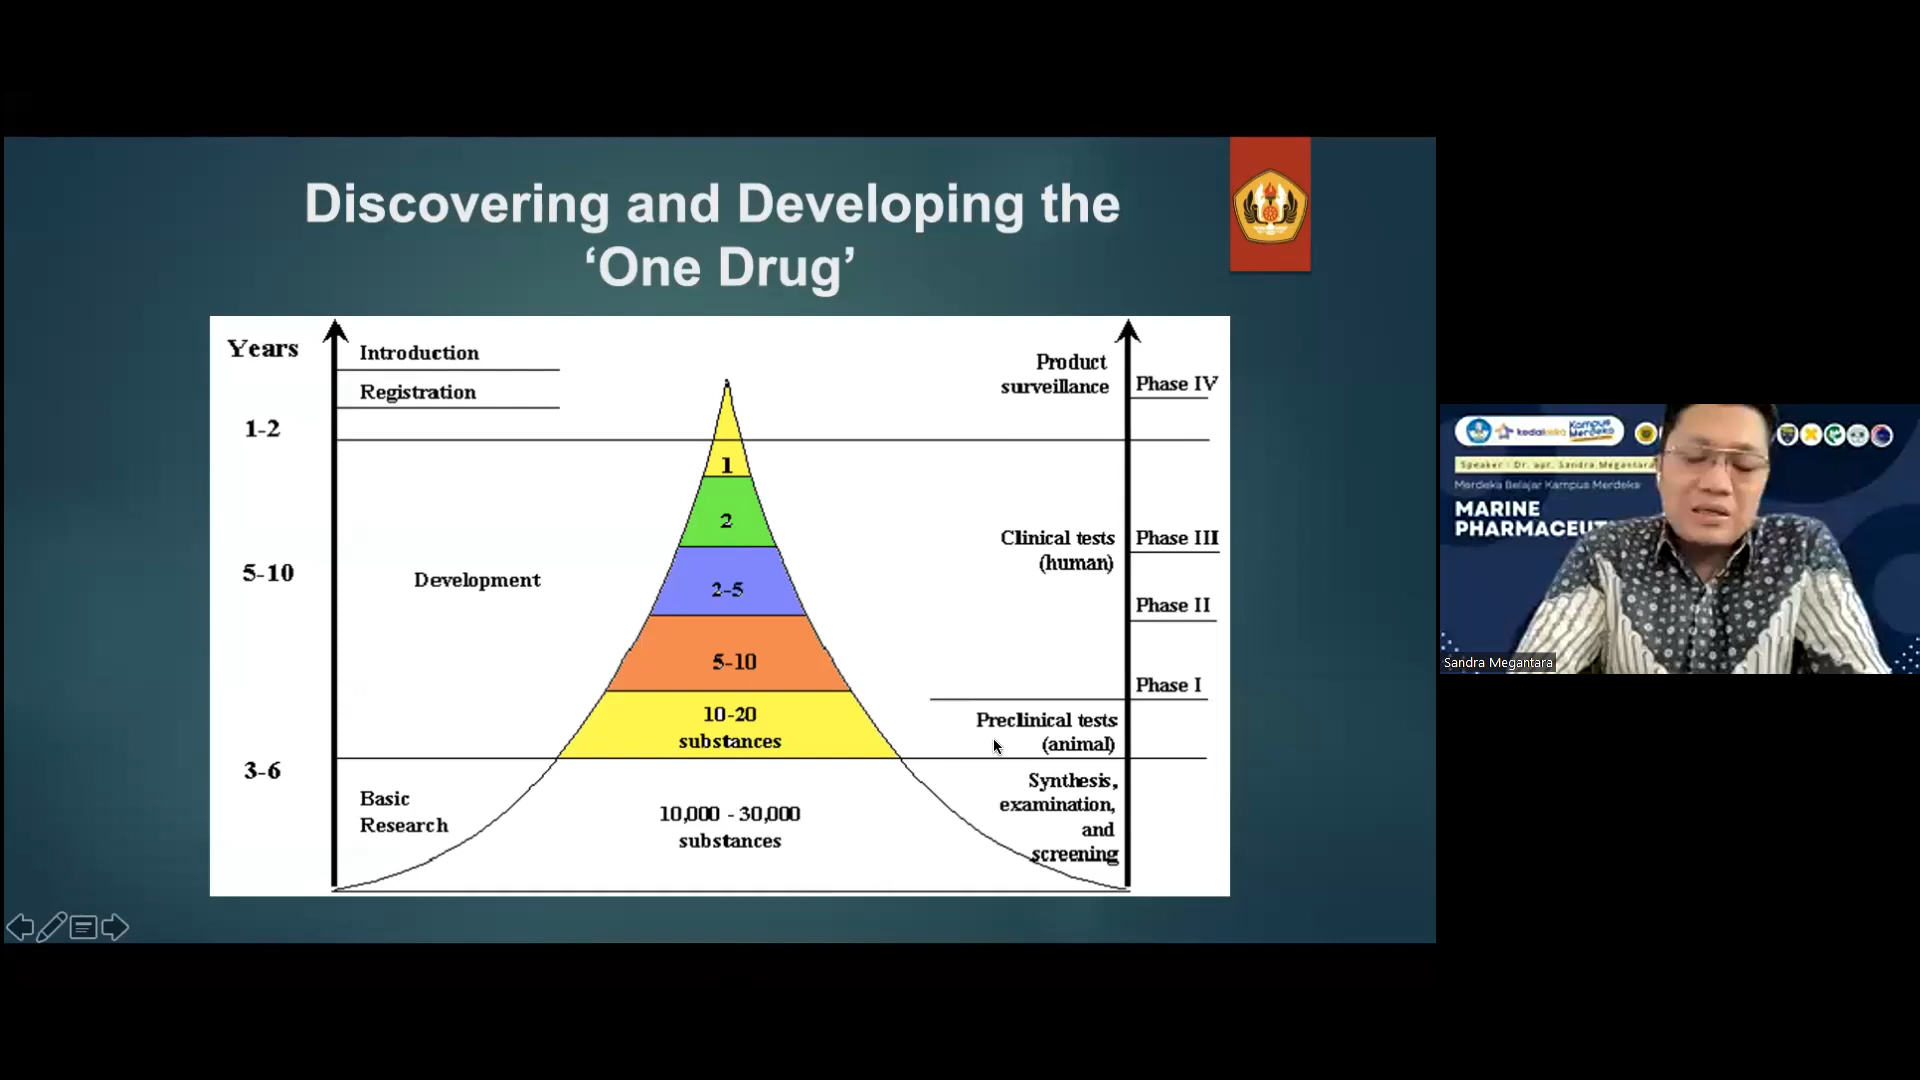 Discovering and Developing the
‘One Drug’
Years
1-2
5-10
3-6
Introduction
Registration
Development
Basic
Research
1
2
2-5
5-10
10-20
substances
10,000 - 30,000
substances
Product
surveillance
Clinical tests
(human)
Preclinical tests
(animal)
Synthesis,
examination,
and
screening
Phase IV
Phase III
Phase II
Phase I
Kampus
Merdeka
Speaker : Dr. apt. Sandra Megantara
Merdeka Belajar Kampus Merdeka
MARINE
PHARMACEUT
Sandra Megantara